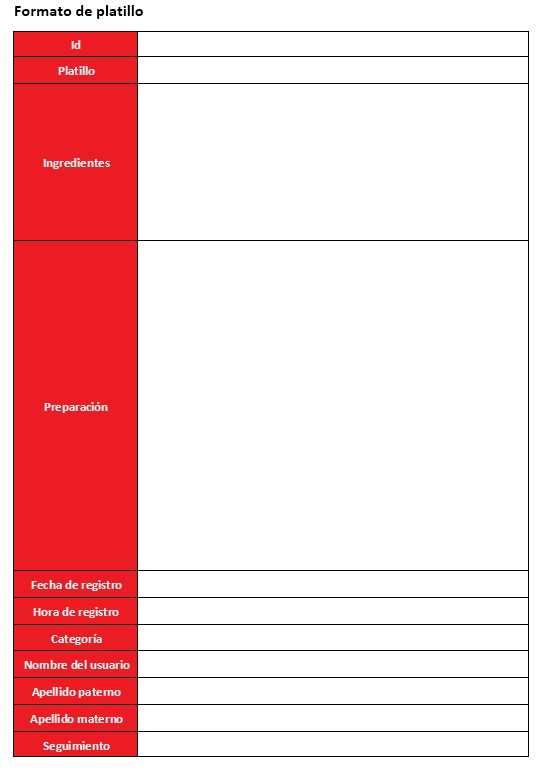 Formato de platillo
Id
Platillo
Ingredientes
Preparación
Fecha de registro
Hora de registro
Categoría
Nombre del usuario
Apellido paterno
Apellido materno
Seguimiento